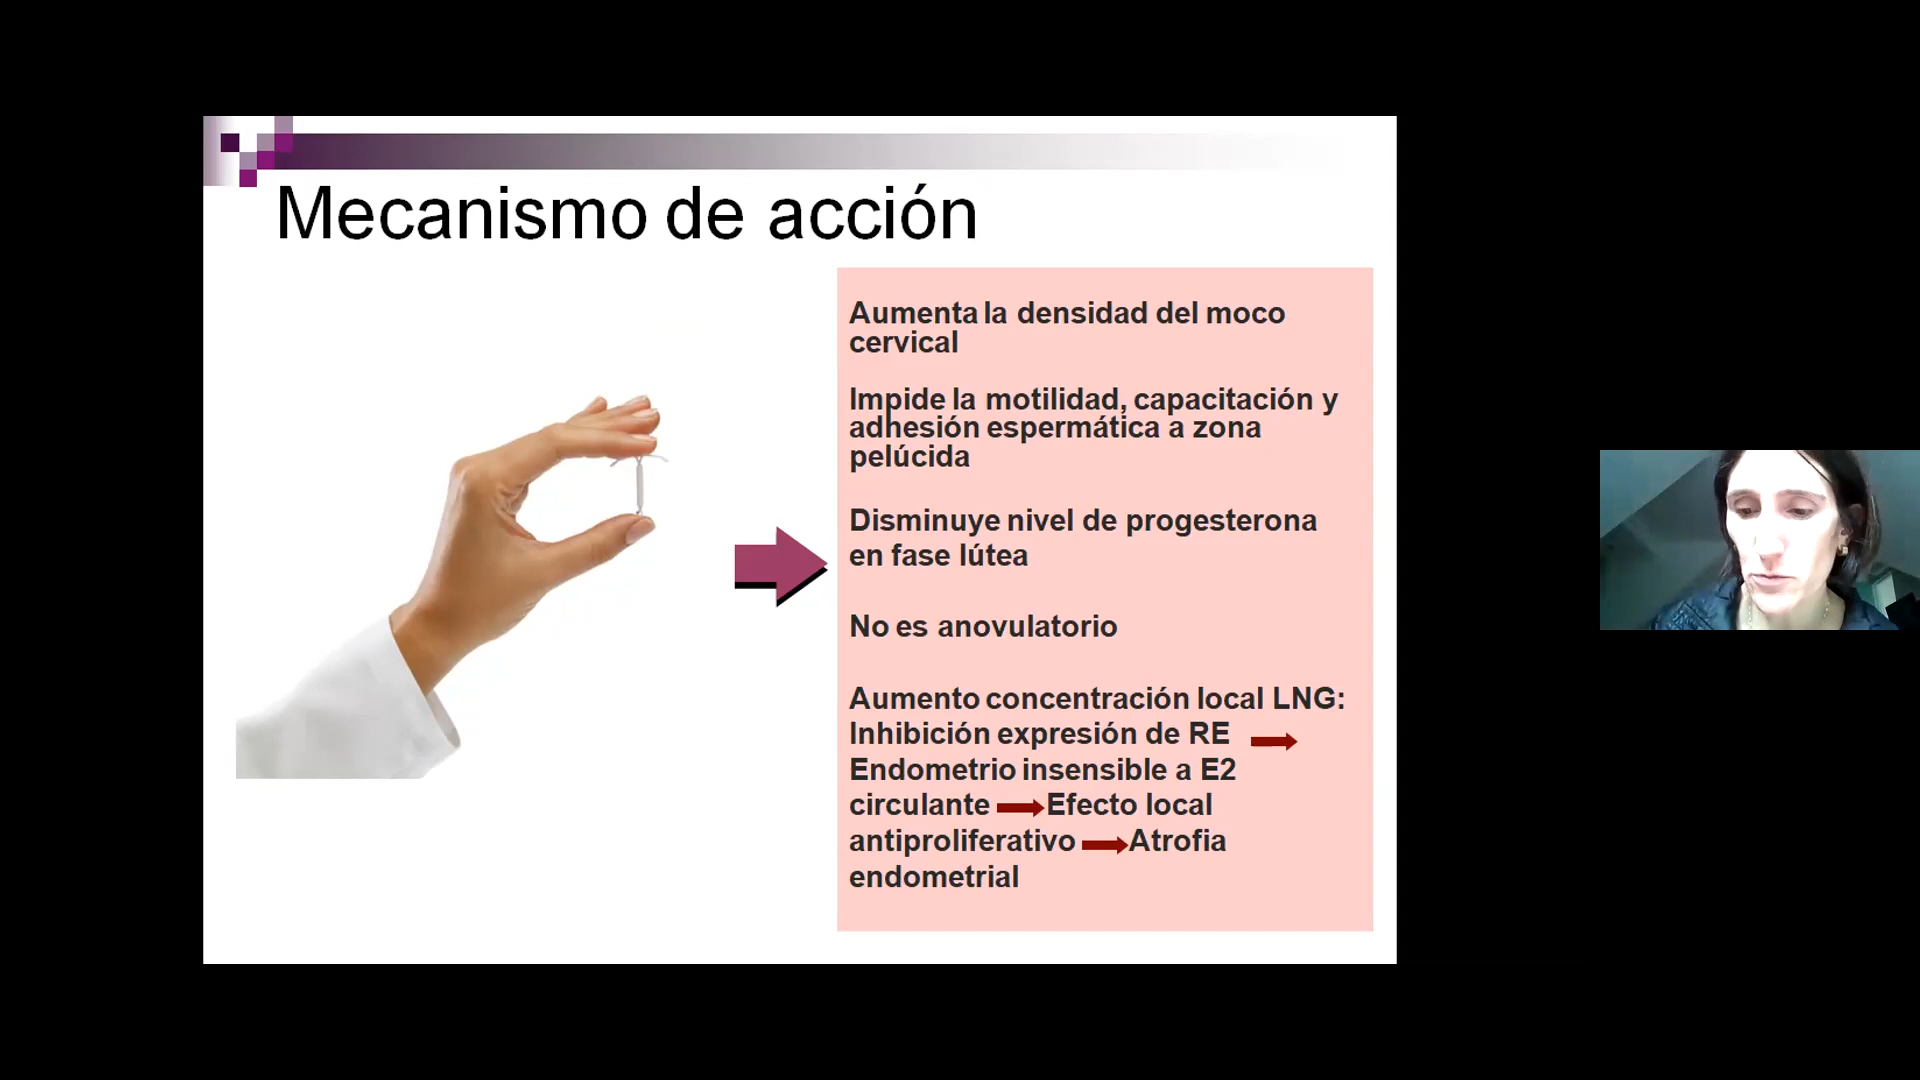 Mecanismo de acción
Aumenta la densidad del moco
cervical
Impide la motilidad, capacitación y
adhesión espermática a zona
pelúcida
Disminuye nivel de progesterona
en fase lútea
No es anovulatorio
Aumento concentración local LNG:
Inhibición expresión de RE
Endometrio insensible a E2
circulante Efecto local
antiproliferativo Atrofia
endometrial